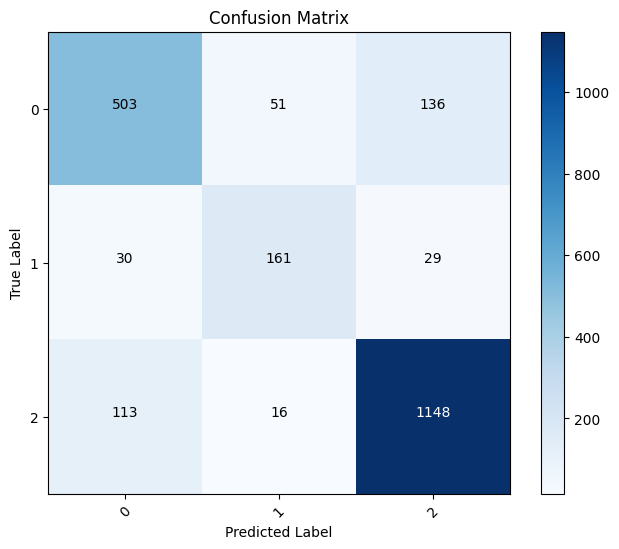 Confusion Matrix
0 503 51 136
1 30 161 29
2 113 16 1148
0 1 2
True Label
Predicted Label
1000
800
600
400
200